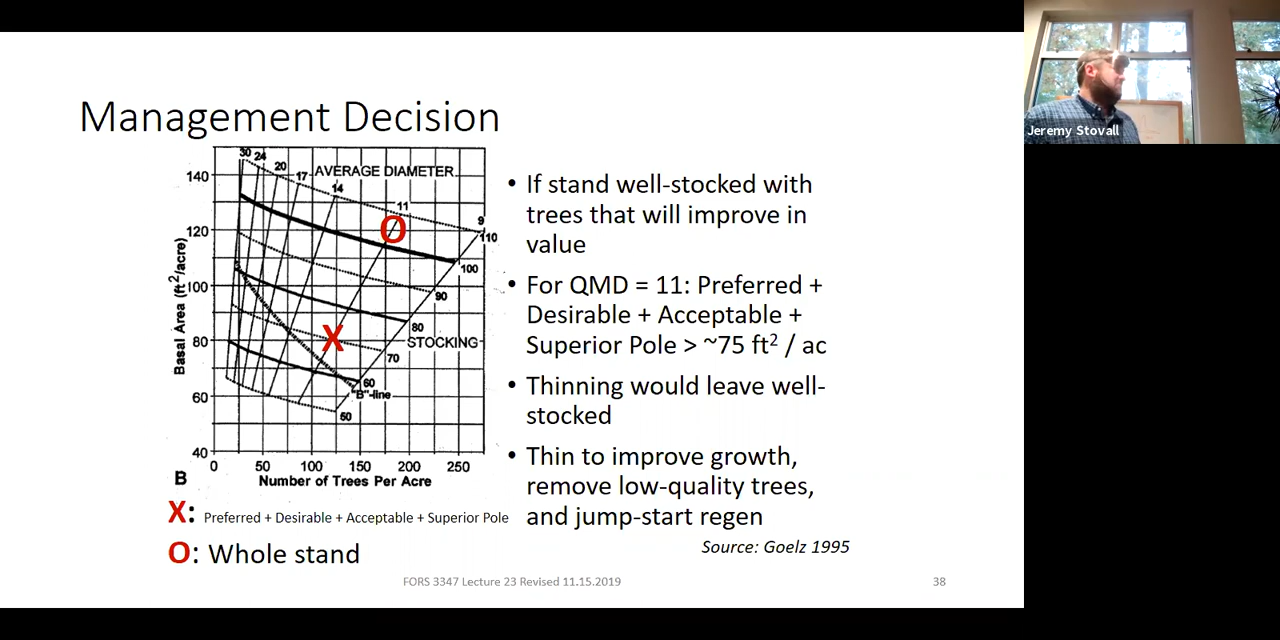 Management Decision
30 24 20 17 AVERAGE DIAMETER
14
11
9
110
100
90
80
STOCKING
70
60
"B"-line
50
O
X
140
120
100
80
60
40
Basal Area (ft²/acre)
0 50 100 150 200 250
B Number of Trees Per Acre
X: Preferred + Desirable + Acceptable + Superior Pole
O: Whole stand
• If stand well-stocked with
trees that will improve in
value
• For QMD = 11: Preferred +
Desirable + Acceptable +
Superior Pole > ~75 ft² / ac
• Thinning would leave well-
stocked
• Thin to improve growth,
remove low-quality trees,
and jump-start regen
Source: Goelz 1995
FORS 3347 Lecture 23 Revised 11.15.2019
38
Jeremy Stovall